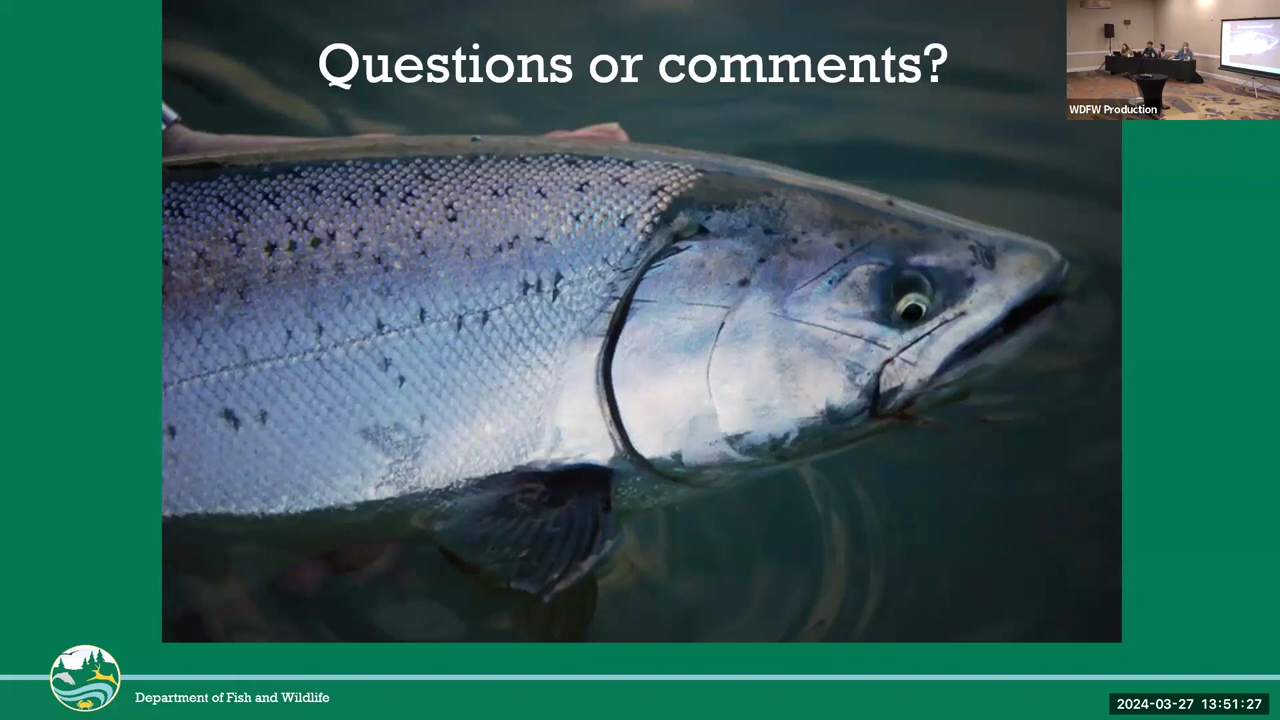 Questions or comments?
WDFW Production
Department of Fish and Wildlife
2024-03-27 13:51:27